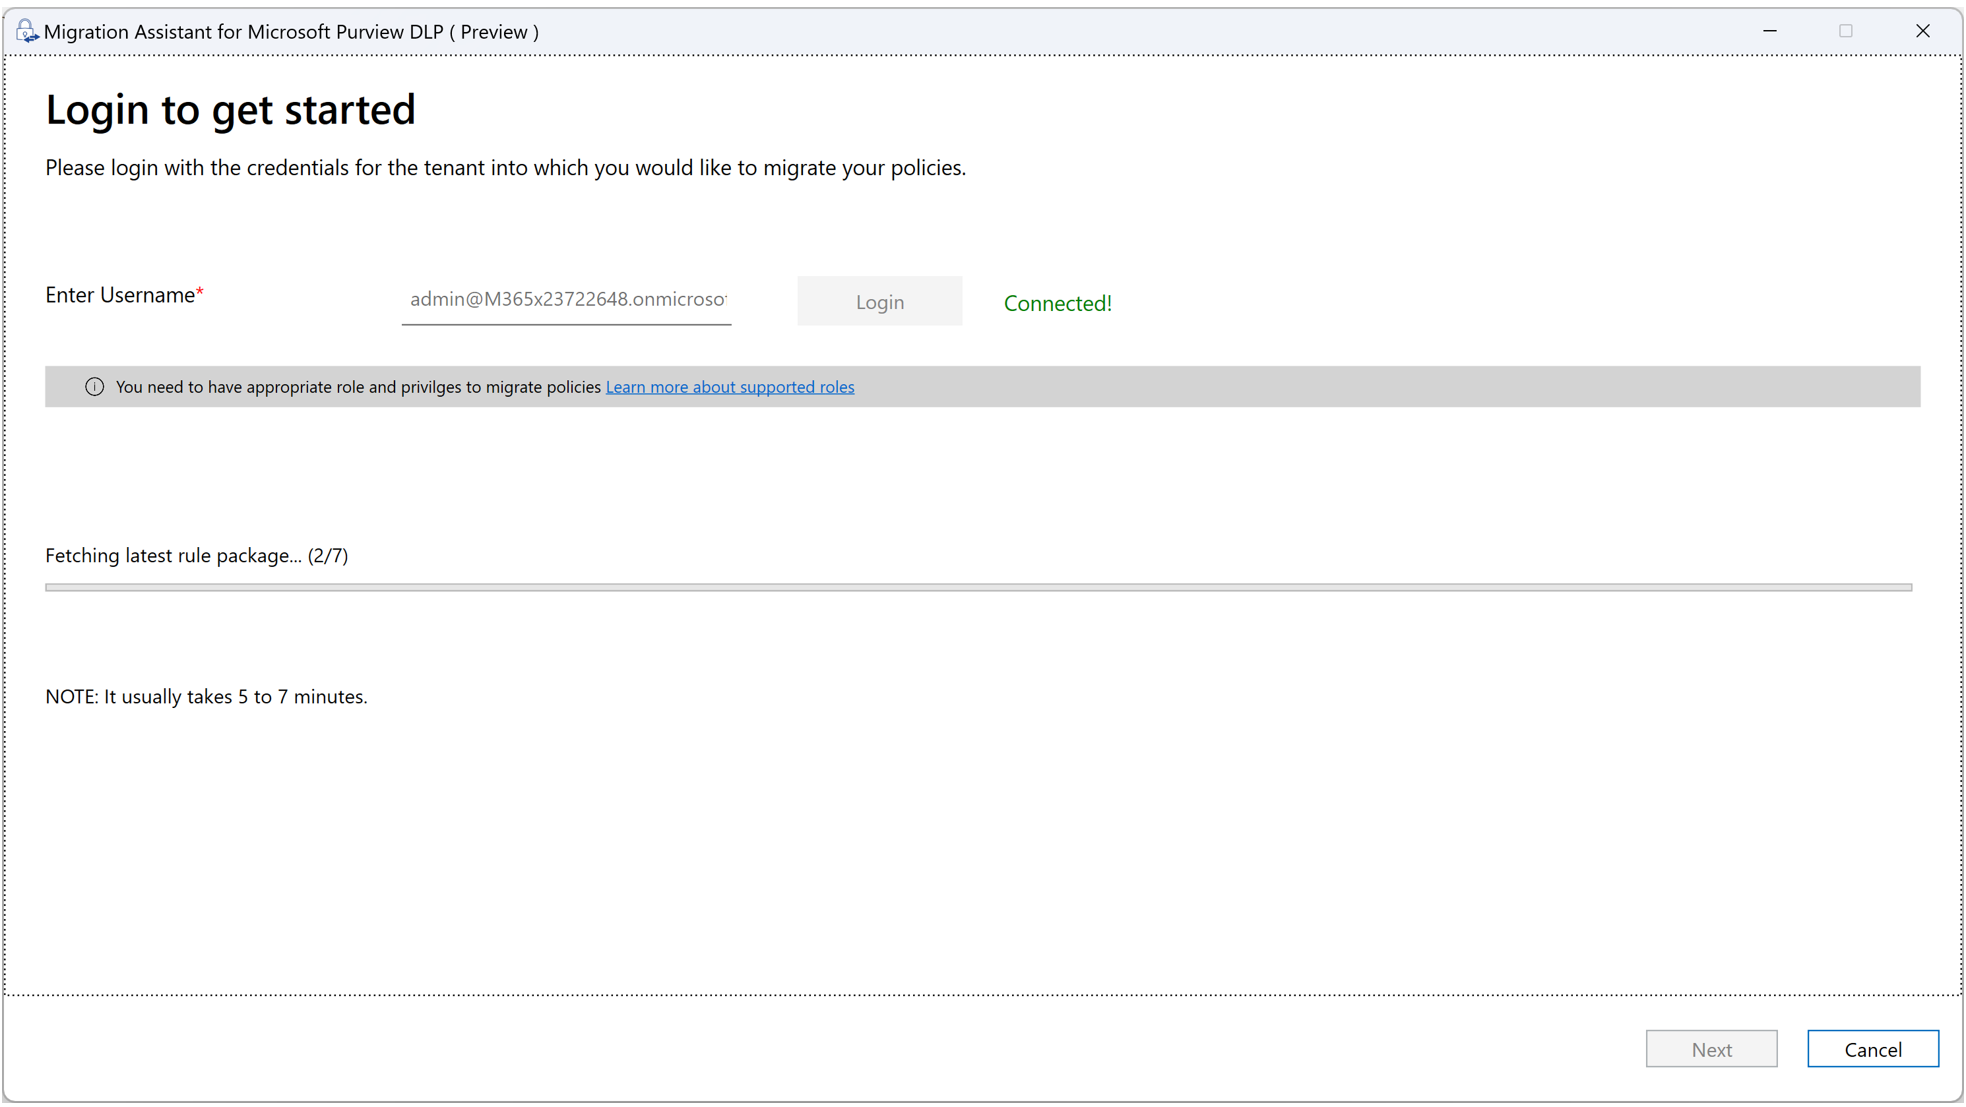 Migration Assistant for Microsoft Purview DLP ( Preview )
Login to get started
Please login with the credentials for the tenant into which you would like to migrate your policies.
Enter Username*
admin@M365x23722648.onmicroso
Login
Connected!
You need to have appropriate role and privilges to migrate policies Learn more about supported roles
Fetching latest rule package... (2/7)
NOTE: It usually takes 5 to 7 minutes.
Next
Cancel